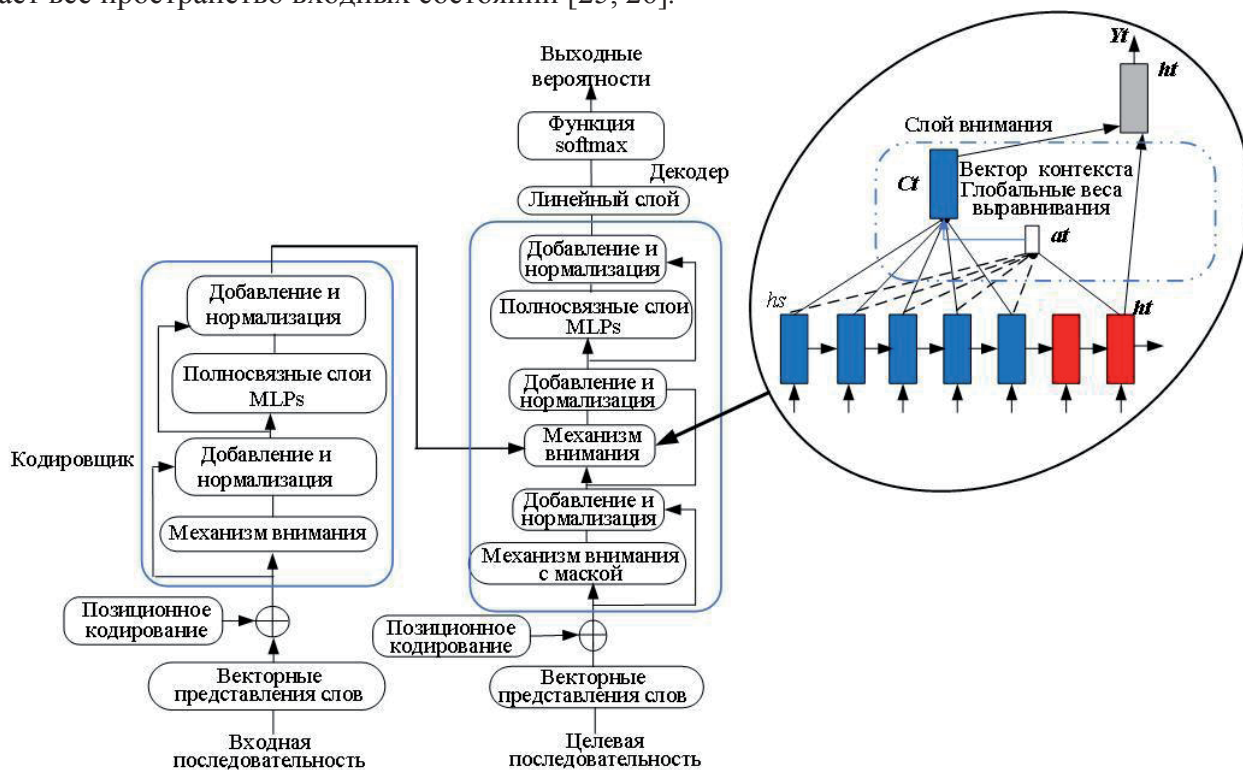 ает все пространство входных состояний [25, 26].
Выходные
вероятности
Функция
softmax
Декодер
Линейный слой
Добавление и
нормализация
Полносвязные слои
MLPs
Добавление и
нормализация
Механизм
внимания
Добавление и
нормализация
Механизм внимания
с маской
Позиционное
кодирование
Векторные
представления слов
Целевая
последовательность
Кодировщик
Добавление и
нормализация
Полносвязные слои
MLPs
Добавление и
нормализация
Механизм внимания
Позиционное
кодирование
Векторные
представления слов
Входная
последовательность
Yt
ht
Слой внимания
Ct
Вектор контекста
Глобальные веса
выравнивания
at
hs
ht